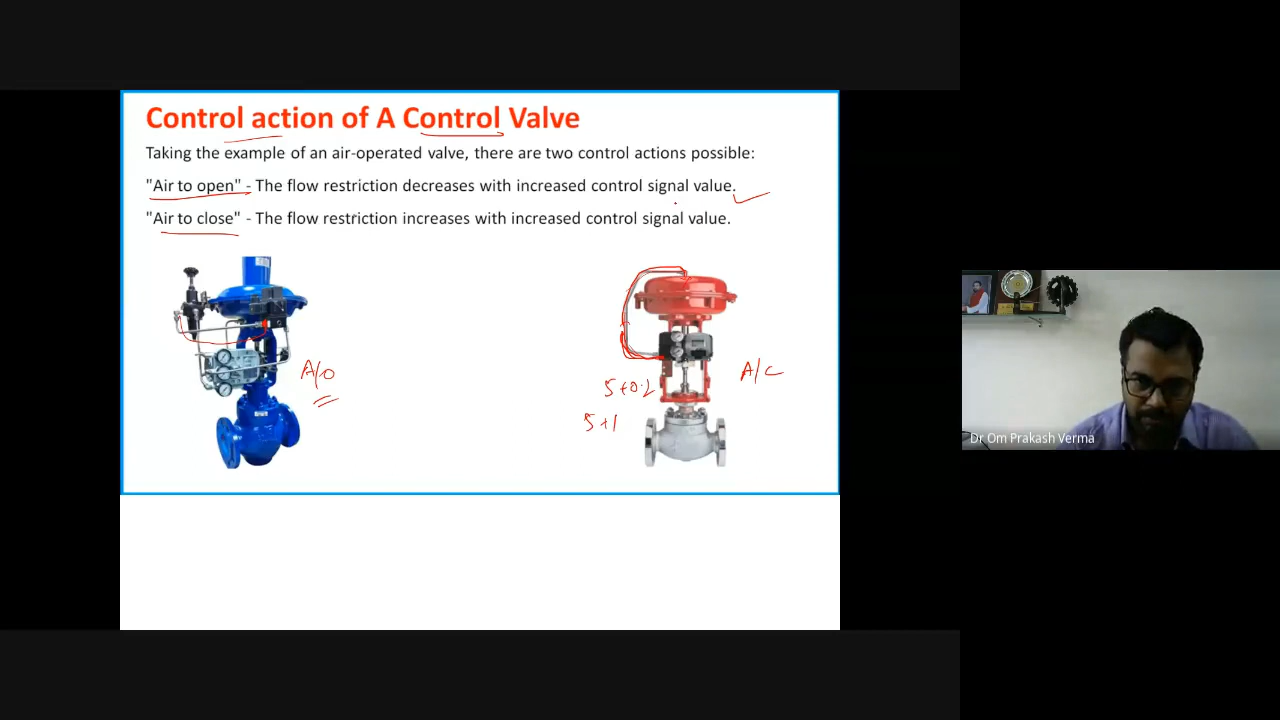 Control action of A Control Valve
Taking the example of an air-operated valve, there are two control actions possible:
"Air to open" - The flow restriction decreases with increased control signal value.
"Air to close" - The flow restriction increases with increased control signal value.
A/O
A/C
5+0.2
5+1
Dr Om Prakash Verma